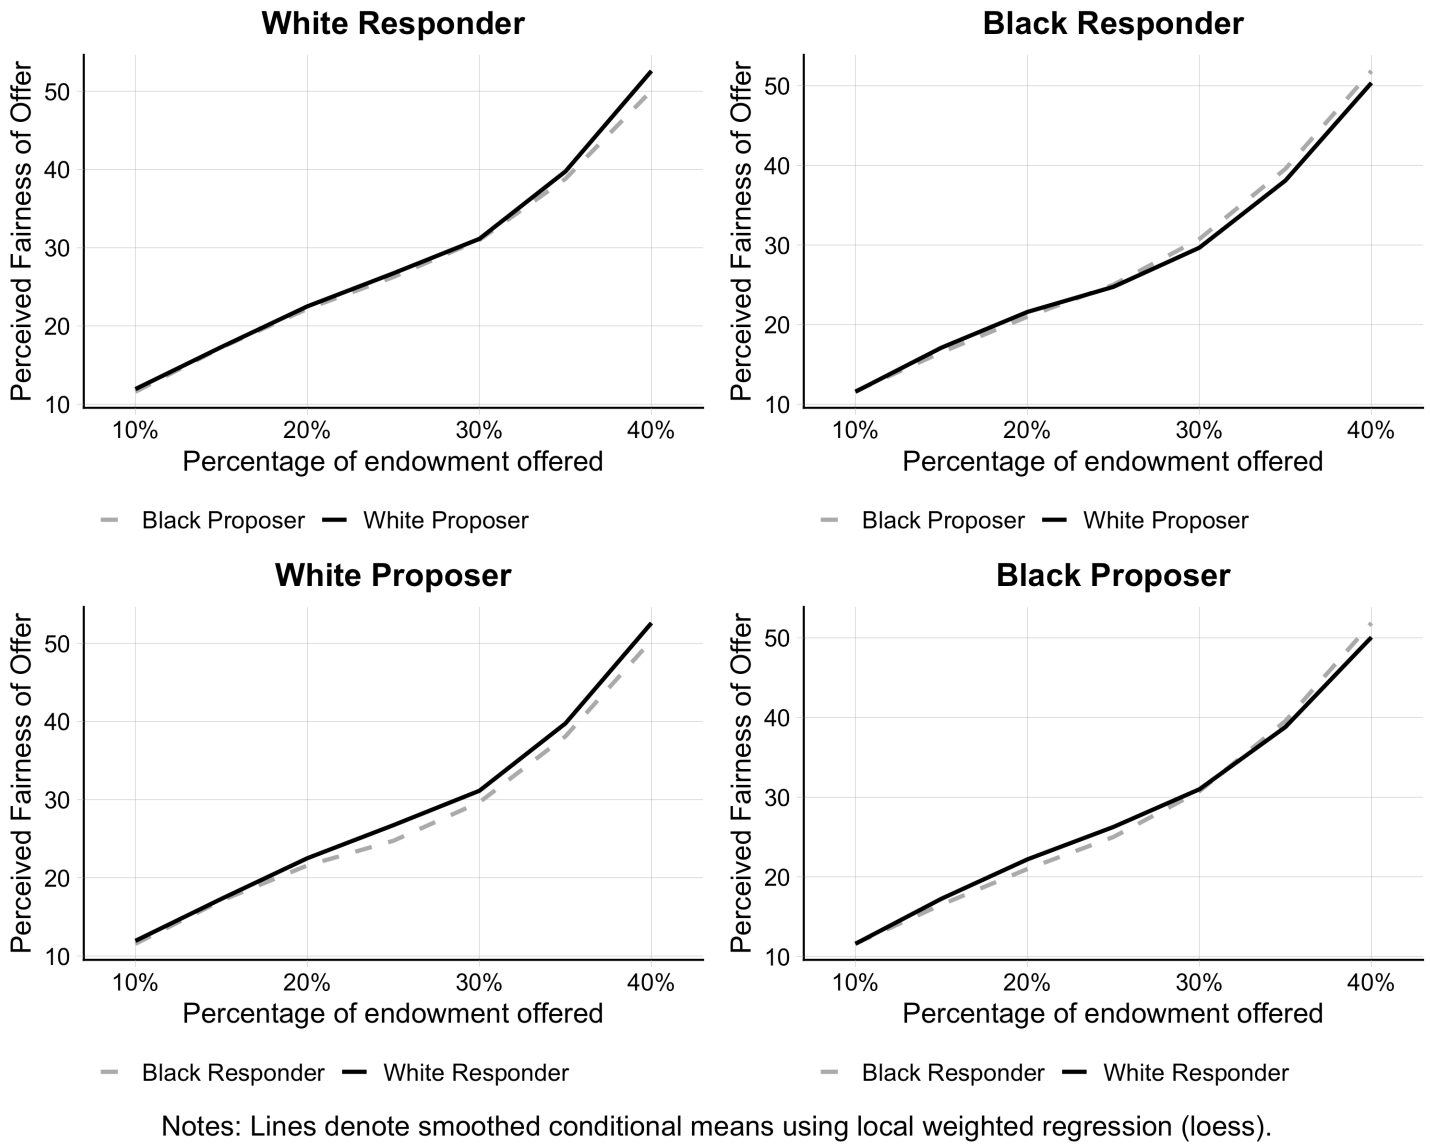 White Responder
Perceived Fairness of Offer
50
40
30
20
10
10% 20% 30% 40%
Percentage of endowment offered
Black Proposer White Proposer
Black Responder
Perceived Fairness of Offer
50
40
30
20
10
10% 20% 30% 40%
Percentage of endowment offered
Black Proposer White Proposer
White Proposer
Perceived Fairness of Offer
50
40
30
20
10
10% 20% 30% 40%
Percentage of endowment offered
Black Responder White Responder
Black Proposer
Perceived Fairness of Offer
50
40
30
20
10
10% 20% 30% 40%
Percentage of endowment offered
Black Responder White Responder
Notes: Lines denote smoothed conditional means using local weighted regression (loess).